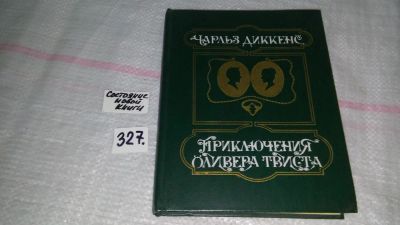 Состояние
новой
книги
327.
ЧАРЛЬЗ ДИККЕНС
ПРИКЛЮЧЕНИЯ
ОЛИВЕРА ТВИСТА